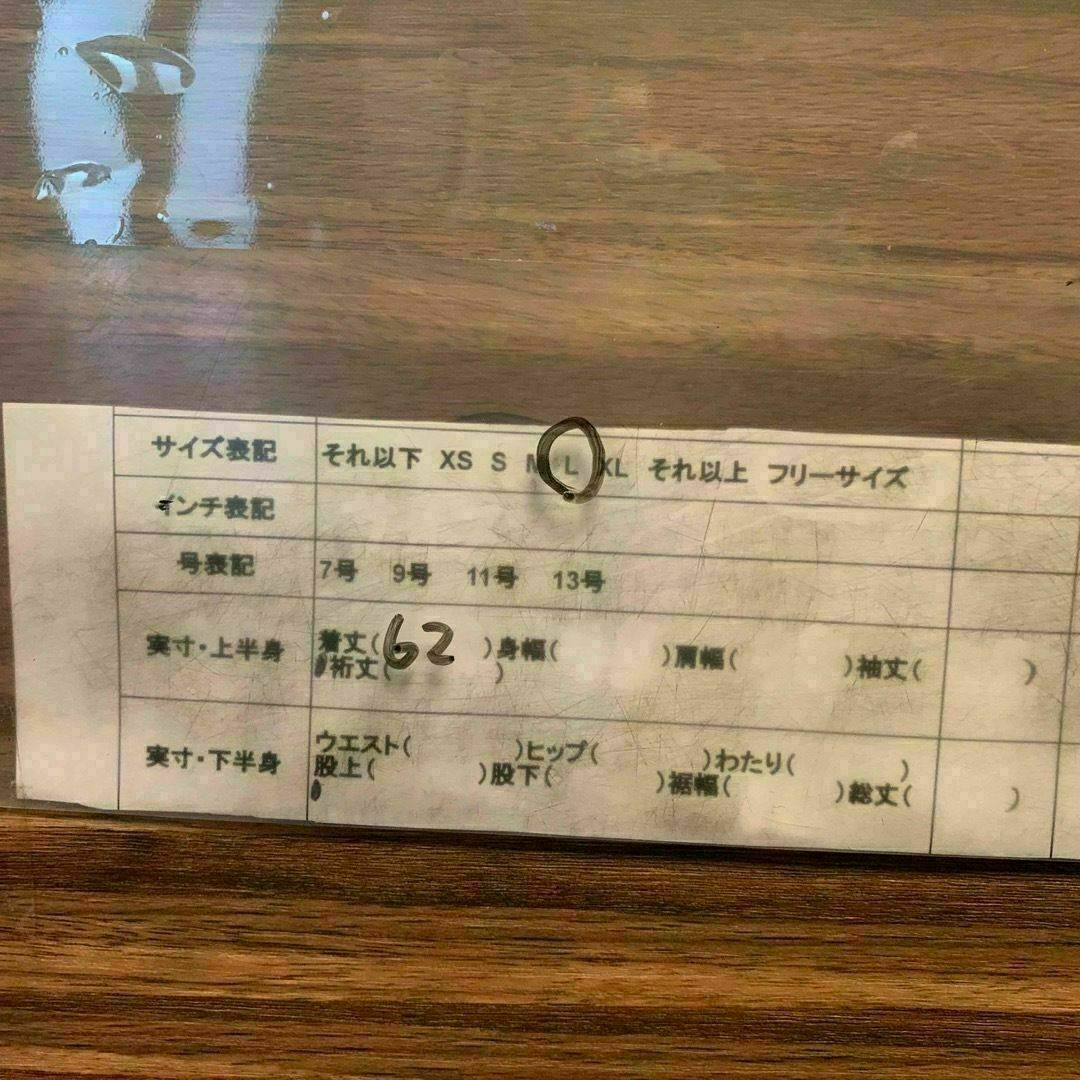 サイズ表記 それ以下 XS S M L XL それ以上 フリーサイズ
インチ表記
号表記 7号 9号 11号 13号
実寸・上半身 着丈(62)身幅( )肩幅( )袖丈( )
裄丈( )
実寸・下半身 ウエスト( )ヒップ( )わたり( )
股上( )股下( )裾幅( )総丈( )